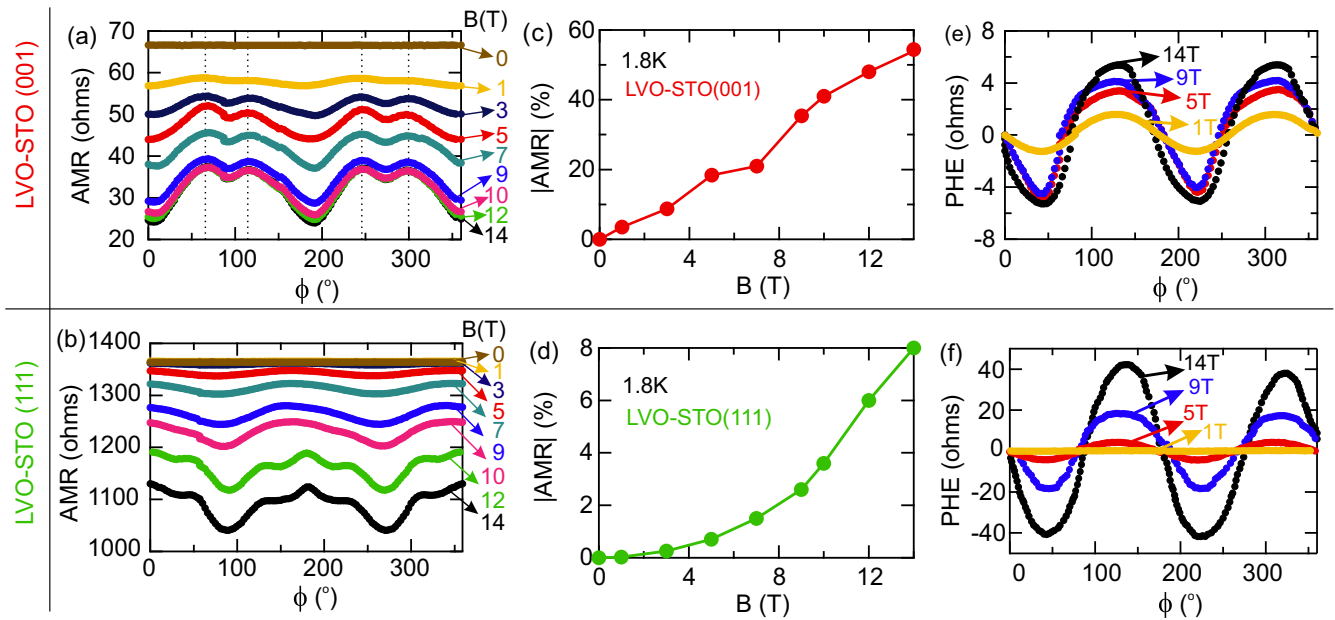 LVO-STO (001)
(a)
B(T)
AMR (ohms)
70
60
50
40
30
20
0
1
3
5
7
9
10
12
14
0 100 200 300
ϕ (°)
(c)
|AMR| (%)
60
40
20
0
1.8K
LVO-STO(001)
0 4 8 12
B (T)
(e)
PHE (ohms)
8
4
0
-4
-8
14T
9T
5T
1T
0 100 200 300
ϕ (°)
LVO-STO (111)
(b)
B(T)
AMR (ohms)
1400
1300
1200
1100
1000
0
1
3
5
7
9
10
12
14
0 100 200 300
ϕ (°)
(d)
|AMR| (%)
8
6
4
2
0
1.8K
LVO-STO(111)
0 4 8 12
B (T)
(f)
PHE (ohms)
40
20
0
-20
-40
14T
9T
5T
1T
0 100 200 300
ϕ (°)